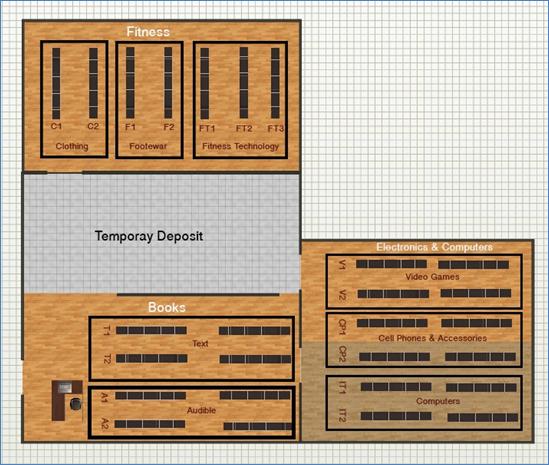 Fitness
C1 C2 F1 F2 FT1 FT2 FT3
Clothing Footewar Fitness Technology
Temporay Deposit
Electronics & Computers
V1
Video Games
V2
Books
CP1
T1
Cell Phones & Accessories
Text
T2
CP2
A1
IT1
Audible
Computers
A2
IT2